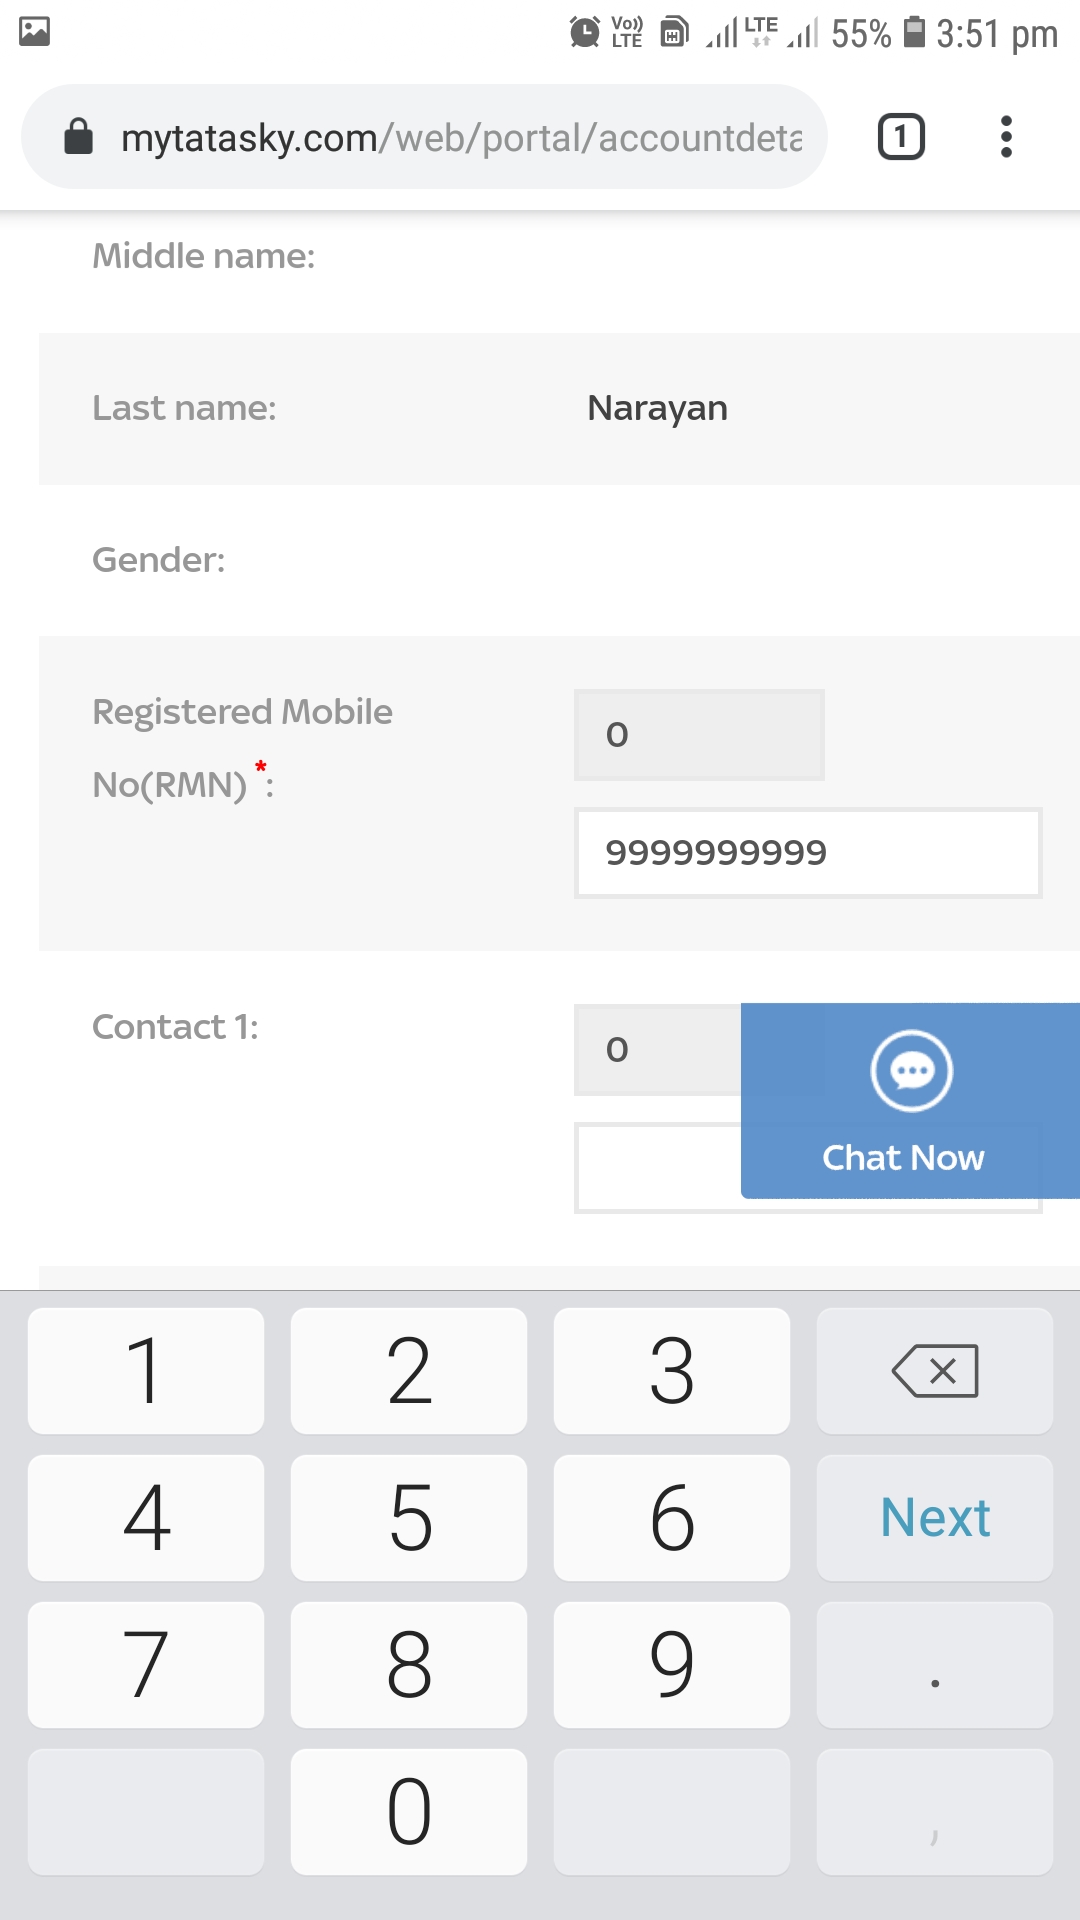 Vo)) LTE LTE 55% 3:51 pm
mytatasky.com/web/portal/accountdeta
1
Middle name:
Last name: Narayan
Gender:
Registered Mobile No(RMN) *:
0
9999999999
Contact 1:
0
Chat Now
1 2 3
4 5 6 Next
7 8 9 .
0 ,